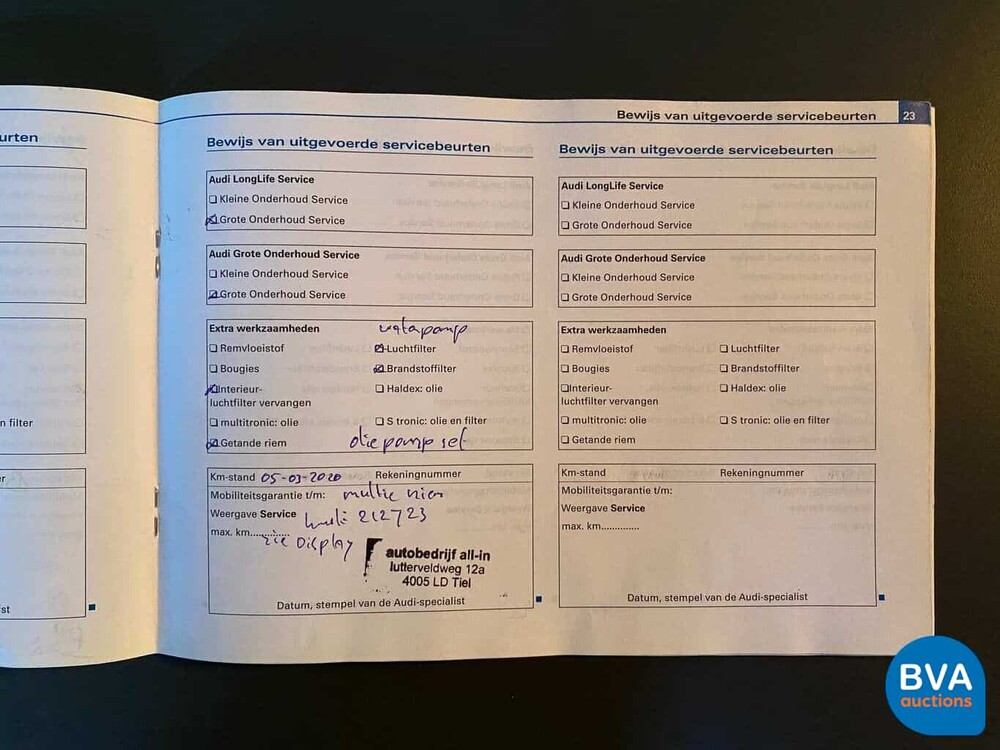 urten
n filter
r
st
Bewijs van uitgevoerde servicebeurten 23
Bewijs van uitgevoerde servicebeurten
Audi LongLife Service
Kleine Onderhoud Service
Grote Onderhoud Service
Audi Grote Onderhoud Service
Kleine Onderhoud Service
Grote Onderhoud Service
Extra werkzaamheden waterpomp
Remvloeistof Luchtfilter
Bougies Brandstoffilter
Interieur- Haldex: olie
luchtfilter vervangen
multitronic: olie S tronic: olie en filter
Getande riem oliepomp set
Km-stand 05-03-2020 Rekeningnummer
Mobiliteitsgarantie t/m: multie riem
Weergave Service 212723
max. km.............. zie Display
autobedrijf all-in
lutterveldweg 12a
4005 LD Tiel
Datum, stempel van de Audi-specialist
Bewijs van uitgevoerde servicebeurten
Audi LongLife Service
Kleine Onderhoud Service
Grote Onderhoud Service
Audi Grote Onderhoud Service
Kleine Onderhoud Service
Grote Onderhoud Service
Extra werkzaamheden
Remvloeistof Luchtfilter
Bougies Brandstoffilter
Interieur- Haldex: olie
luchtfilter vervangen
multitronic: olie S tronic: olie en filter
Getande riem
Km-stand Rekeningnummer
Mobiliteitsgarantie t/m:
Weergave Service
max. km..............
Datum, stempel van de Audi-specialist
BVA
auctions